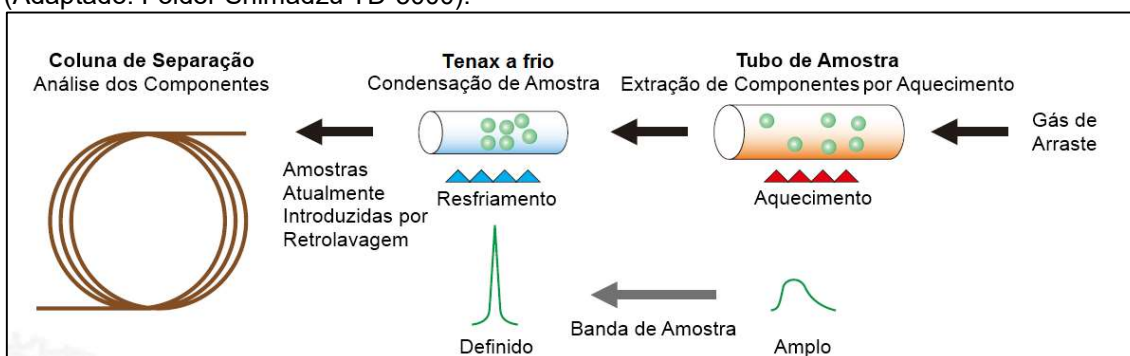 (Adaptado: Folder Shimadzu TD-3000).
Coluna de Separação
Análise dos Componentes
Tenax a frio
Condensação de Amostra
Tubo de Amostra
Extração de Componentes por Aquecimento
Gás de
Arraste
Amostras
Atualmente
Introduzidas por
Retrolavagem
Resfriamento
Aquecimento
Banda de Amostra
Definido
Amplo